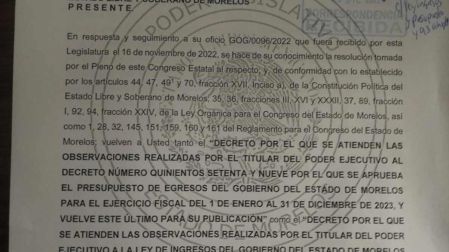 LIBRE Y SOBERANO DE MORELOS
PRESENTE
CORRESPONDENCIA
En respuesta y seguimiento a su oficio GOG/0096/2022 que fuera recibido por esta
Legislatura el 16 de noviembre de 2022, se hace de su conocimiento la resolución tomada
por el Pleno de este Congreso Estatal al respecto; y, de conformidad con lo establecido
por los artículos 44, 47, 49 y 70, fracción XVII, Inciso a), de la Constitución Política del
Estado Libre y Soberano de Morelos; 35, 36, fracciones III, XVI y XXXII, 37, 89, fracción
I, 92, 94, fracción XXIV, de la Ley Orgánica para el Congreso del Estado de Morelos, así
como 1, 28, 32, 145, 151, 159, 160 y 161 del Reglamento para el Congreso del Estado de
Morelos; vuelven a Usted tanto el "DECRETO POR EL QUE SE ATIENDEN LAS
OBSERVACIONES REALIZADAS POR EL TITULAR DEL PODER EJECUTIVO AL
DECRETO NÚMERO QUINIENTOS SETENTA Y NUEVE POR EL QUE SE APRUEBA
EL PRESUPUESTO DE EGRESOS DEL GOBIERNO DEL ESTADO DE MORELOS
PARA EL EJERCICIO FISCAL DEL 1 DE ENERO AL 31 DE DICIEMBRE DE 2023, Y
VUELVE ESTE ÚLTIMO PARA SU PUBLICACIÓN" como el "DECRETO POR EL QUE
SE ATIENDEN LAS OBSERVACIONES REALIZADAS POR EL TITULAR DEL PODER
EJECUTIVO A LA LEY DE INGRESOS DEL GOBIERNO DEL ESTADO DE MORELOS